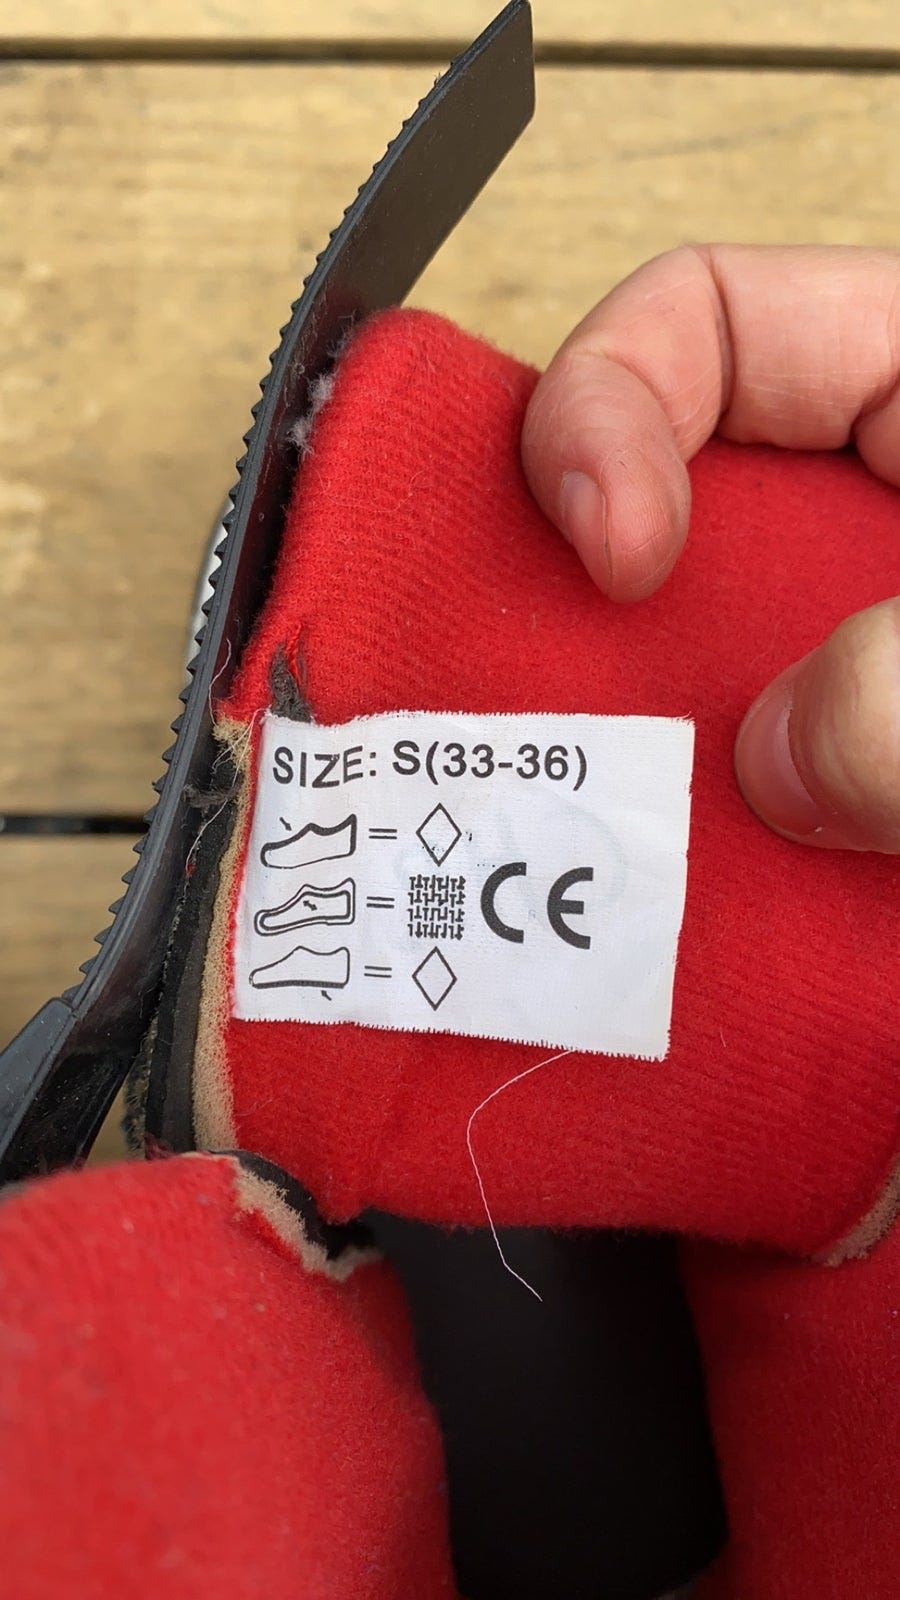 SIZE: S(33-36)
=
= CE
=